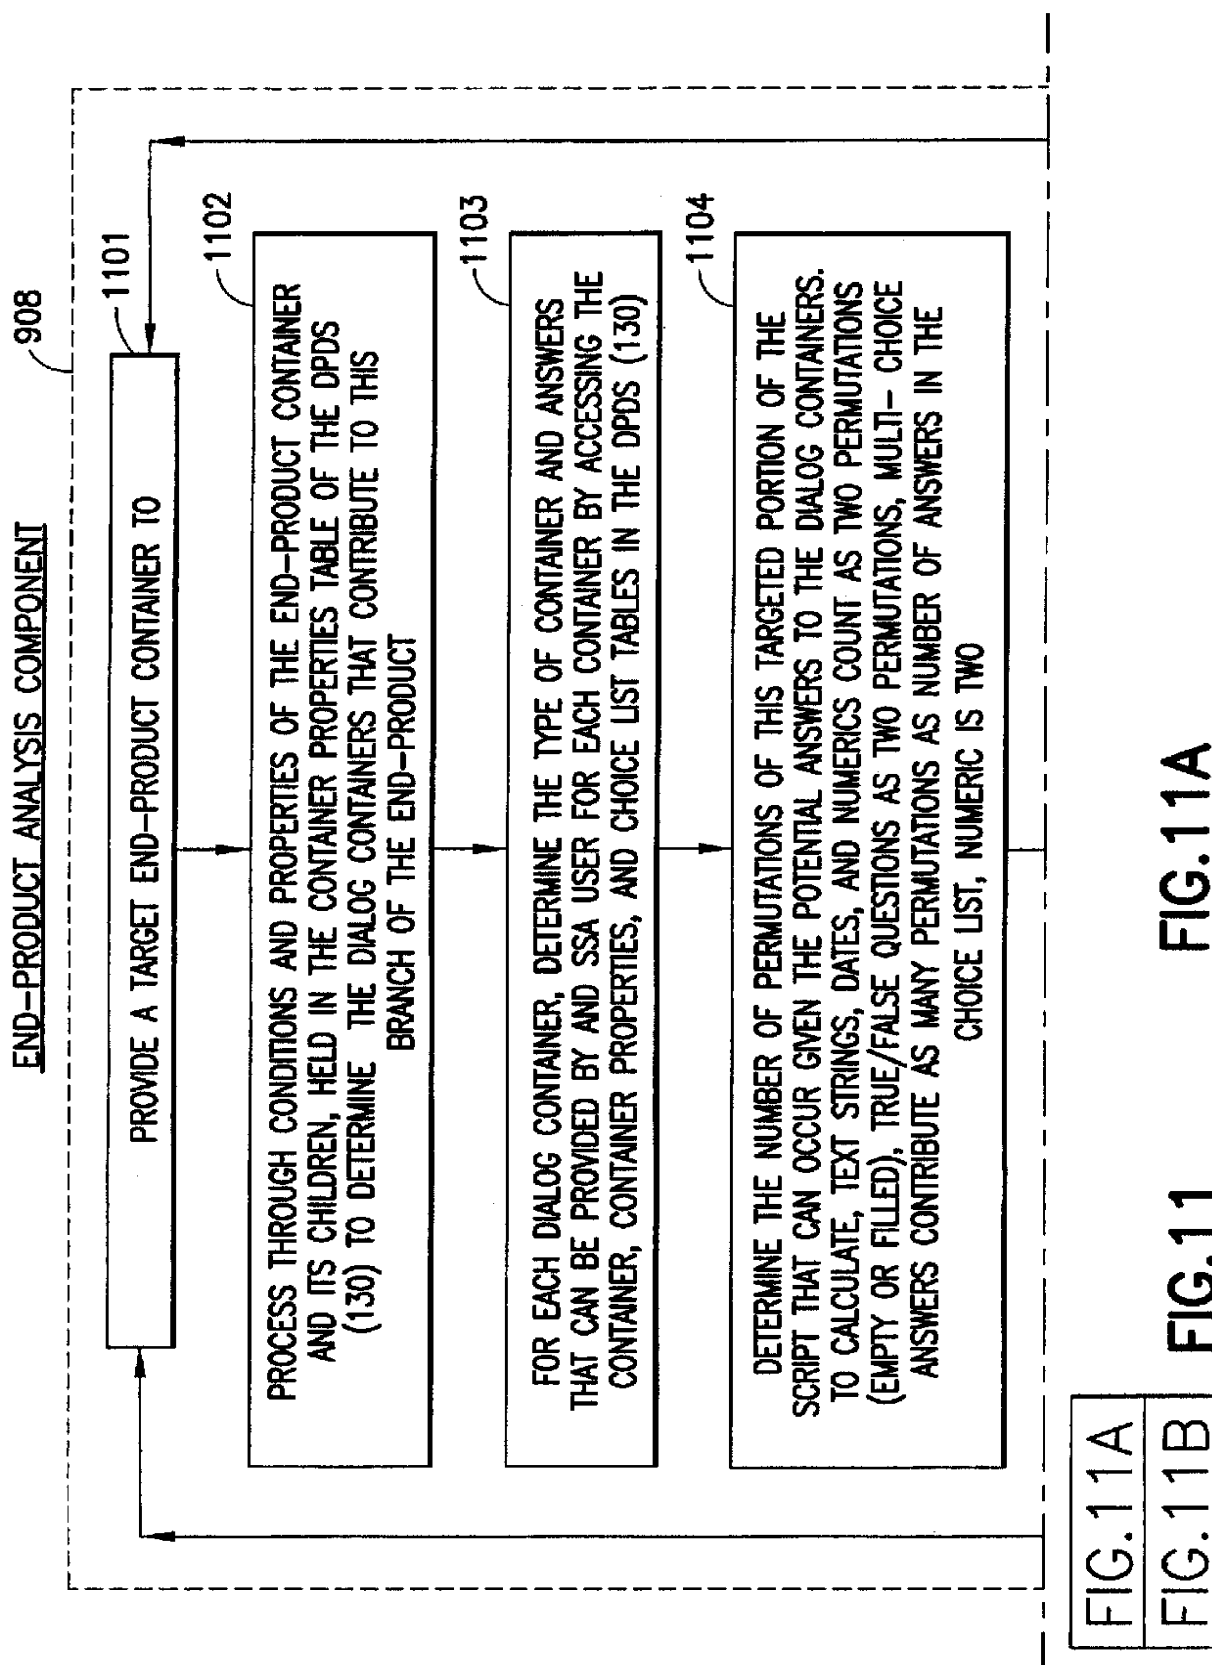 END-PRODUCT ANALYSIS COMPONENT
908
1101
PROVIDE A TARGET END-PRODUCT CONTAINER TO
1102
PROCESS THROUGH CONDITIONS AND PROPERTIES OF THE END-PRODUCT CONTAINER
AND ITS CHILDREN, HELD IN THE CONTAINER PROPERTIES TABLE OF THE DPDS
(130) TO DETERMINE THE DIALOG CONTAINERS THAT CONTRIBUTE TO THIS
BRANCH OF THE END-PRODUCT
1103
FOR EACH DIALOG CONTAINER, DETERMINE THE TYPE OF CONTAINER AND ANSWERS
THAT CAN BE PROVIDED BY AND SSA USER FOR EACH CONTAINER BY ACCESSING THE
CONTAINER, CONTAINER PROPERTIES, AND CHOICE LIST TABLES IN THE DPDS (130)
1104
DETERMINE THE NUMBER OF PERMUTATIONS OF THIS TARGETED PORTION OF THE
SCRIPT THAT CAN OCCUR GIVEN THE POTENTIAL ANSWERS TO THE DIALOG CONTAINERS.
TO CALCULATE, TEXT STRINGS, DATES, AND NUMERICS COUNT AS TWO PERMUTATIONS
(EMPTY OR FILLED), TRUE/FALSE QUESTIONS AS TWO PERMUTATIONS, MULTI- CHOICE
ANSWERS CONTRIBUTE AS MANY PERMUTATIONS AS NUMBER OF ANSWERS IN THE
CHOICE LIST, NUMERIC IS TWO
FIG.11A
FIG.11B
FIG.11
FIG.11A